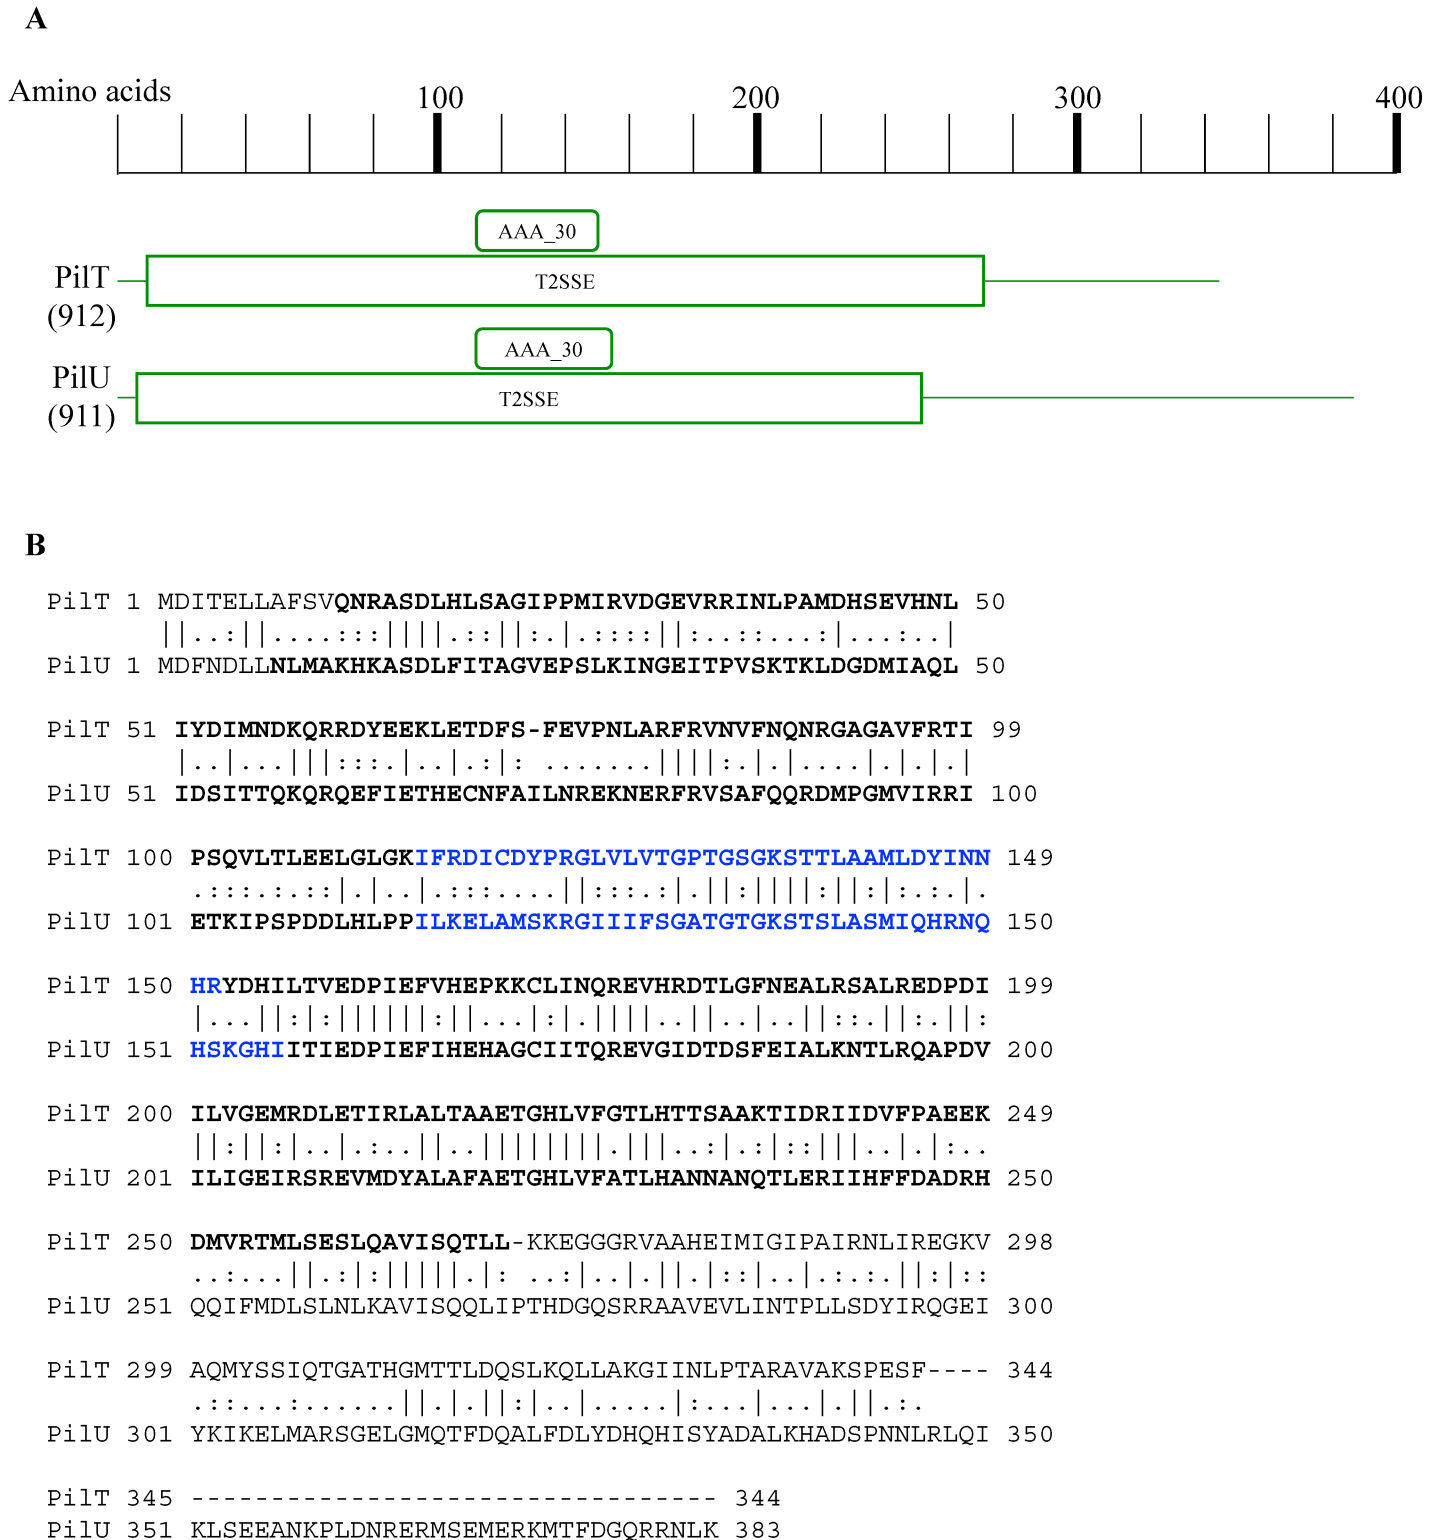 A
Amino acids
100 200 300 400
AAA_30
PilT
(912)
T2SSE
AAA_30
PilU
(911)
T2SSE
B
PilT 1 MDITELLAFSVQNRASDLHLSAGIPPMIRVDGEVRRINLPAMDHSEVHNL 50
||..:||....:::||||.::||:.|.::::||:..::....:|...:..|
PilU 1 MDFNDLLNLMAKHKASDLFITAGVEPSLKINGEITPVSKTKLDGDMIAQL 50
PilT 51 IYDIMNDKQRRDYEEKLETDFS-FEVPNLARFRVNVFNQNRGAGAVFRTI 99
|..|...|||:::.|..|.:|: .......||||:.|.|....|.|.|.|
PilU 51 IDSITTQKQRQEFIETHECNFAILNREKNERFRVSAFQQRDMPGMVIRRI 100
PilT 100 PSQVLTLEELGLGKIFRDICDYPRGLVLVTGPTGSGKSTTLAAMLDYINN 149
.::::.::|.|..|.:::....||:::.:|.||:||||:||:|:.:.|.
PilU 101 ETKIPSPDDLHLPPILKELAMSKRGIIIFSGATGTGKSTSLASMIQHRNQ 150
PilT 150 HRYDHILTVEDPIEFVHEPKKCLINQREVHRDTLGFNEALRSALREDPDI 199
|...||:|:||||||:||...|:|.||||..||..|..||::.||:.||:
PilU 151 HSKGHIITIEDPIEFIHEHAGCIITQREVGIDTDSFEIALKNTLRQAPDV 200
PilT 200 ILVGEMRDLETIRLALTAAETGHLVFGTLHTTSAAKTIDRIIDVFPAEEK 249
||:||:|..|.:..||..||||||||.|||..:|.:|::|||..|.|:..
PilU 201 ILIGEIRSREVMDYALAFAETGHLVFATLHANNANQTLERIIHFFDADRH 250
PilT 250 DMVRTMLSESLQAVISQTLL-KKEGGGRVAAHEIMIGIPAIRNLIREGKV 298
..:...||.:|:|||||.|: ..:|..|.||.|::|..|.:.:.||:|::
PilU 251 QQIFMDLSLNLKAVISQQLIPTHDGQSRRAAVEVLINTPLLSDYIRQGEI 300
PilT 299 AQMYSSIQTGATHGMTTLDQSLKQLLAKGIINLPTARAVAKSPESF---- 344
.::...:......||.|.||:|..|.....|:...|...|.||.:.
PilU 301 YKIKELMARSGELGMQTFDQALFDLYDHQHISYADALKHADSPNNLRLQI 350
PilT 345 --------------------------------- 344
PilU 351 KLSEEANKPLDNRERMSEMERKMTFDGQRRNLK 383